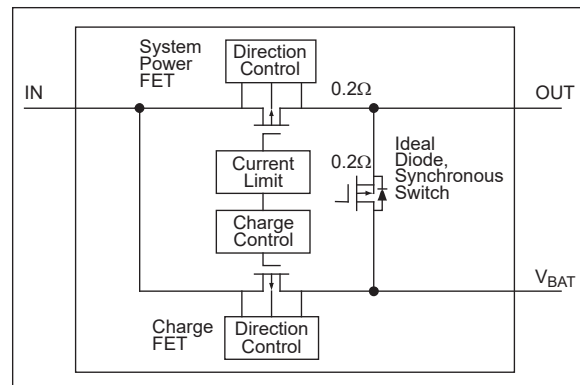 System
Power
FET
Direction
Control
IN
0.2Ω
OUT
0.2Ω
Ideal
Diode,
Synchronous
Switch
Current
Limit
Charge
Control
VBAT
Charge
FET
Direction
Control